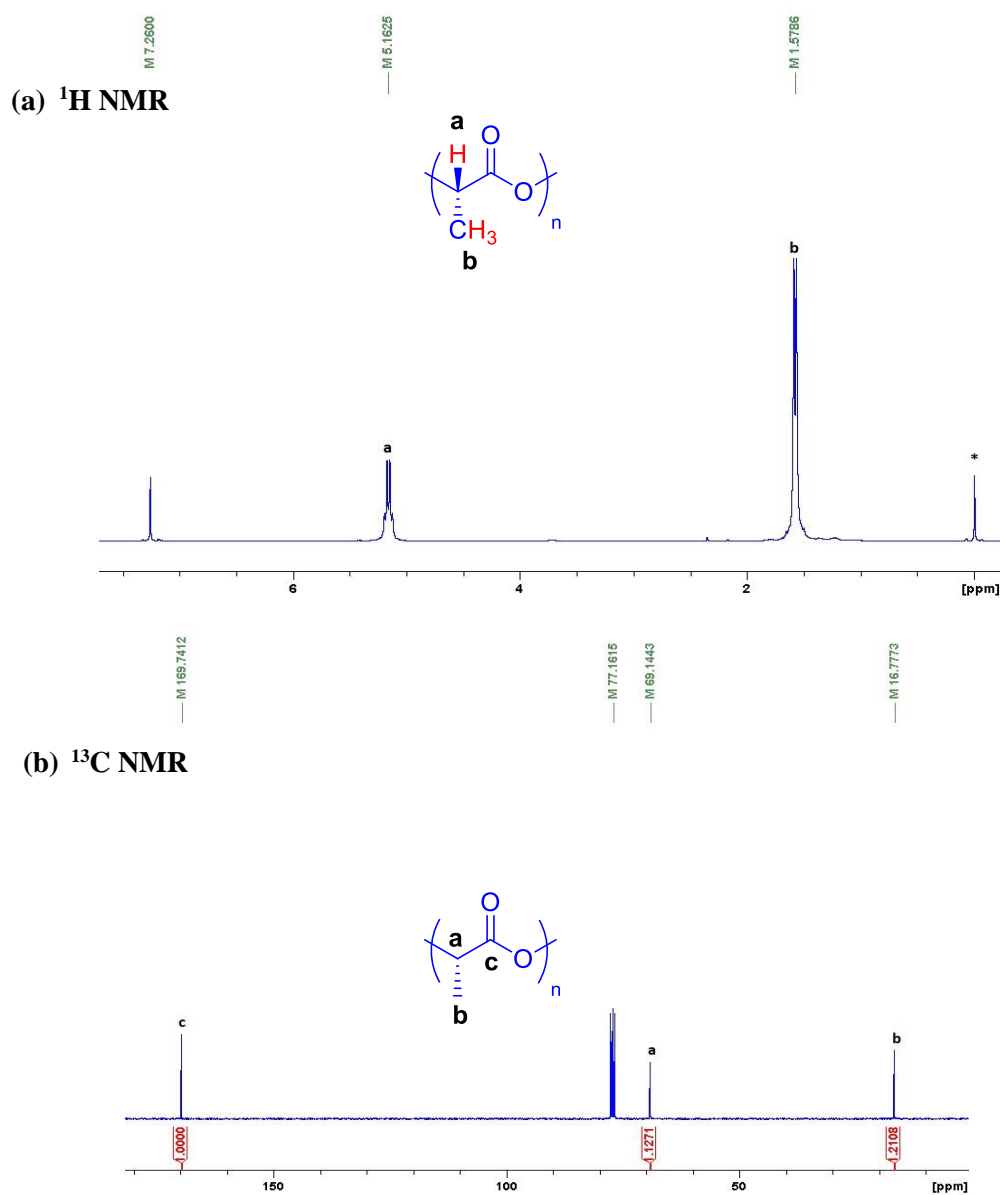 M 7.2600
M 5.1625
M 1.5786
(a) ¹H NMR
a
H
O
O
n
CH₃
b
b
a
*
6
4
2
[ppm]
M 169.7412
M 77.1615
M 69.1443
M 16.7773
(b) ¹³C NMR
O
a
c
O
n
b
c
a
b
1.0000
1.1271
1.2108
150
100
50
[ppm]